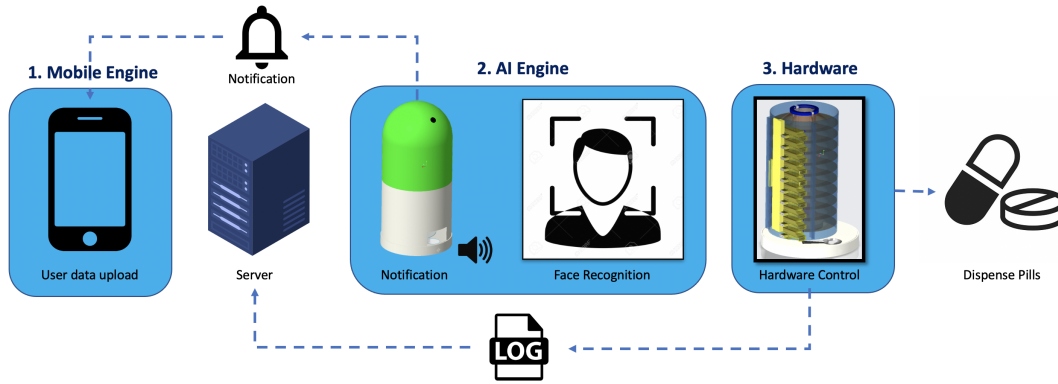 Notification
1. Mobile Engine
2. AI Engine
3. Hardware
User data upload
Server
Notification
Face Recognition
Hardware Control
Dispense Pills
LOG